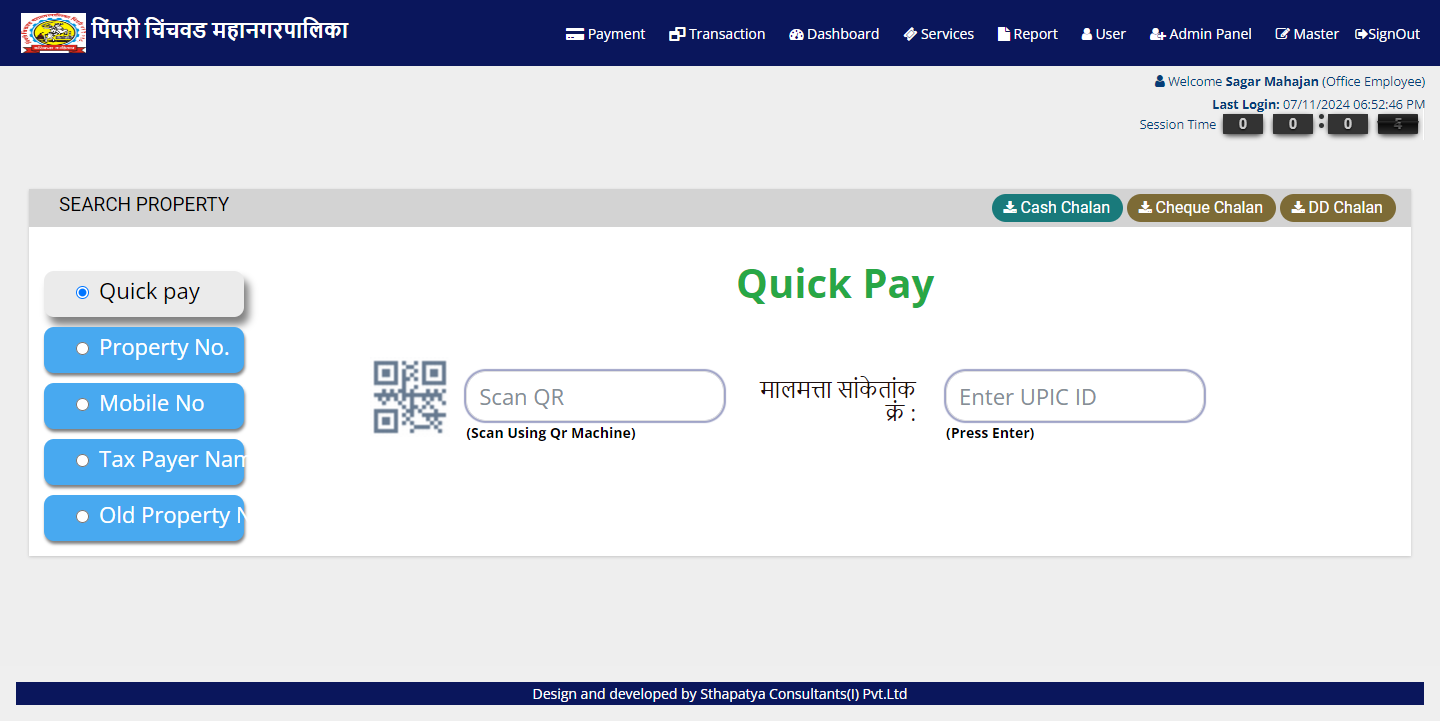 पिंपरी चिंचवड महानगरपालिका
Payment Transaction Dashboard Services Report User Admin Panel Master SignOut
Welcome Sagar Mahajan (Office Employee)
Last Login: 07/11/2024 06:52:46 PM
Session Time 0 0 : 0
SEARCH PROPERTY
Cash Chalan Cheque Chalan DD Chalan
Quick pay
Property No.
Mobile No
Tax Payer Nam
Old Property N
Quick Pay
Scan QR
(Scan Using Qr Machine)
मालमत्ता सांकेतांक
क्रं :
Enter UPIC ID
(Press Enter)
Design and developed by Sthapatya Consultants(I) Pvt.Ltd